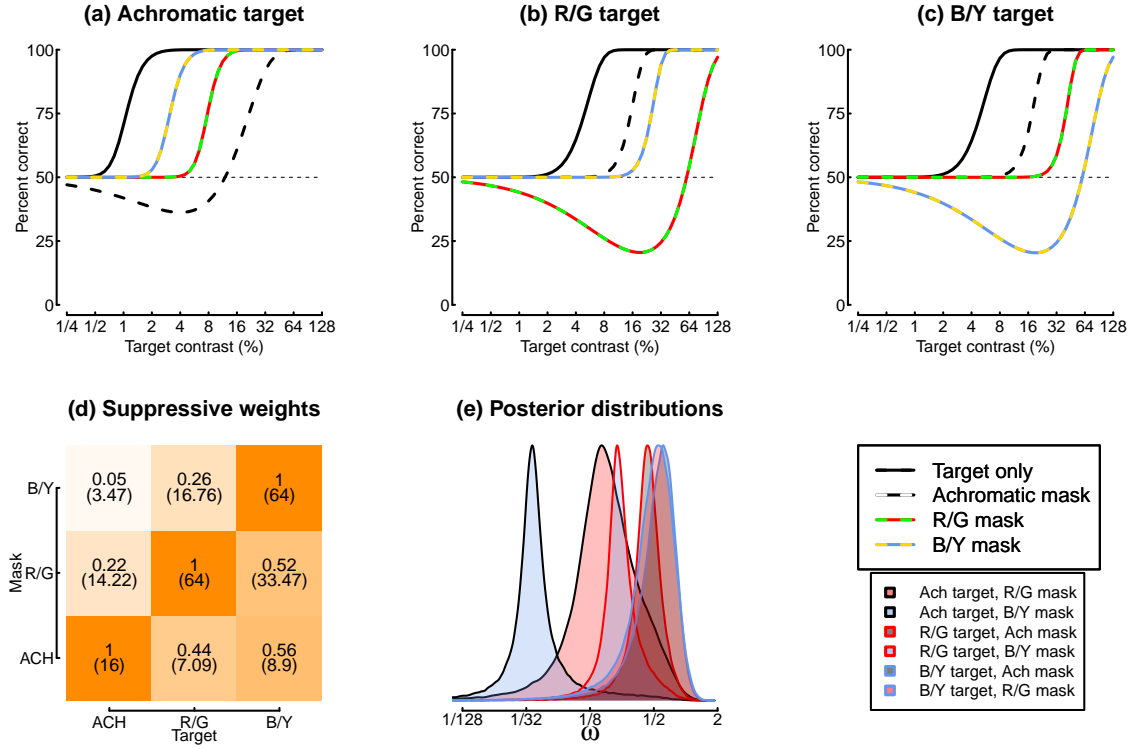 (a) Achromatic target
(b) R/G target
(c) B/Y target
Percent correct
100
75
50
25
0
1/4 1/2 1 2 4 8 16 32 64 128
Target contrast (%)
Percent correct
100
75
50
25
0
1/4 1/2 1 2 4 8 16 32 64 128
Target contrast (%)
Percent correct
100
75
50
25
0
1/4 1/2 1 2 4 8 16 32 64 128
Target contrast (%)
(d) Suppressive weights
Mask
B/Y
R/G
ACH
0.05
(3.47)
0.26
(16.76)
1
(64)
0.22
(14.22)
1
(64)
0.52
(33.47)
1
(16)
0.44
(7.09)
0.56
(8.9)
ACH R/G B/Y
Target
(e) Posterior distributions
1/128 1/32 1/8 1/2 2
ω
Target only
Achromatic mask
R/G mask
B/Y mask
Ach target, R/G mask
Ach target, B/Y mask
R/G target, Ach mask
R/G target, B/Y mask
B/Y target, Ach mask
B/Y target, R/G mask